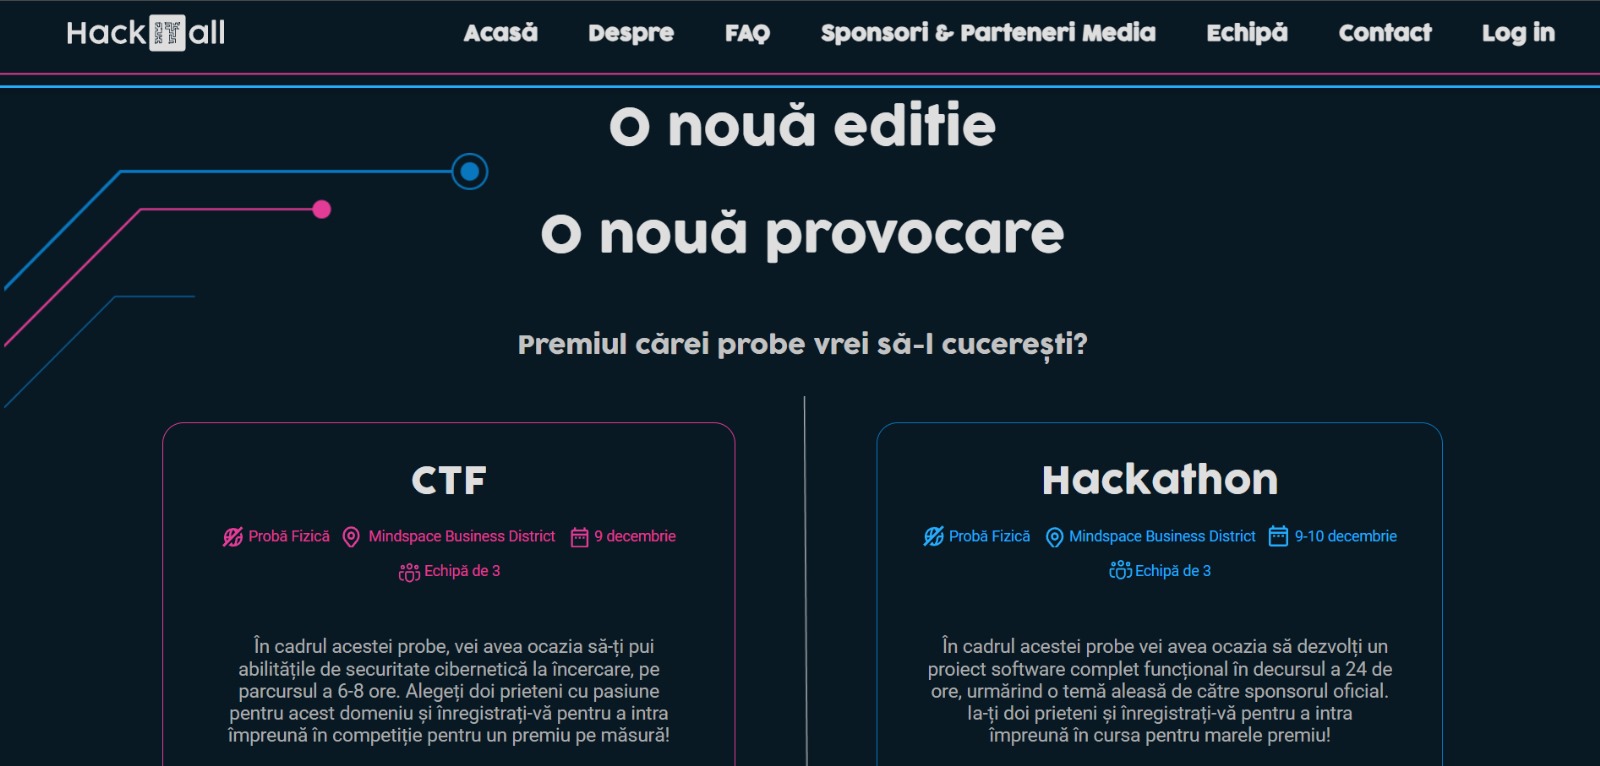 HackITall
Acasă Despre FAQ Sponsori & Parteneri Media Echipă Contact Log in
O nouă editie
O nouă provocare
Premiul cărei probe vrei să-l cucerești?
CTF
Probă Fizică Mindspace Business District 9 decembrie
Echipă de 3
În cadrul acestei probe, vei avea ocazia să-ți pui
abilitățile de securitate cibernetică la încercare, pe
parcursul a 6-8 ore. Alegeți doi prieteni cu pasiune
pentru acest domeniu și înregistrați-vă pentru a intra
împreună în competiție pentru un premiu pe măsură!
Hackathon
Probă Fizică Mindspace Business District 9-10 decembrie
Echipă de 3
În cadrul acestei probe vei avea ocazia să dezvolți un
proiect software complet funcțional în decursul a 24 de
ore, urmărind o temă aleasă de către sponsorul oficial.
Ia-ți doi prieteni și înregistrați-vă pentru a intra
împreună în cursa pentru marele premiu!